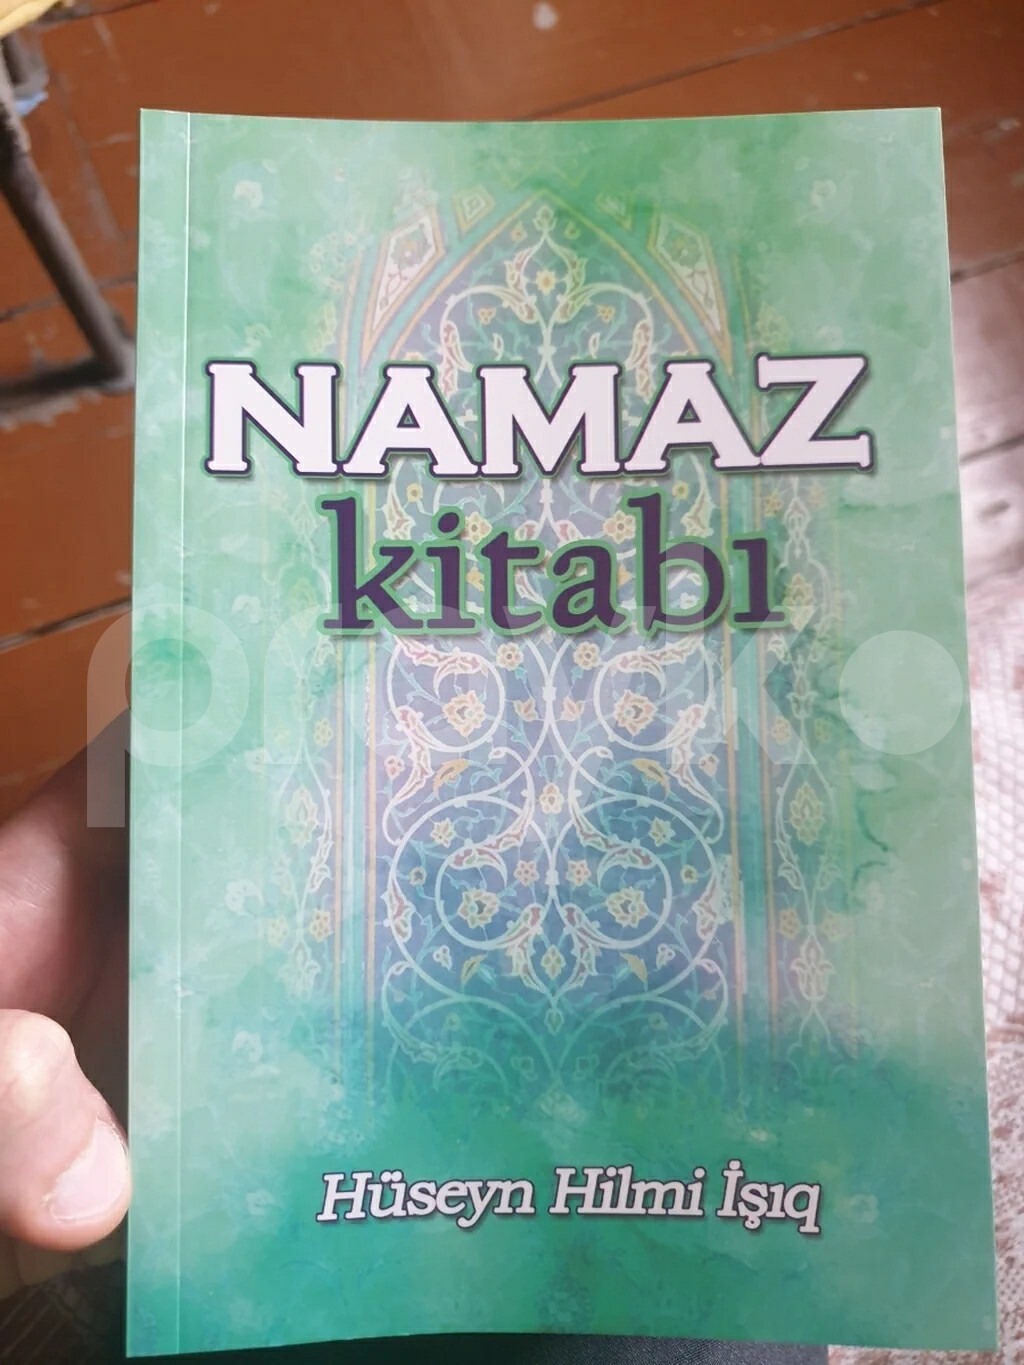 NAMAZ
kitabı
Hüseyn Hilmi İşıq